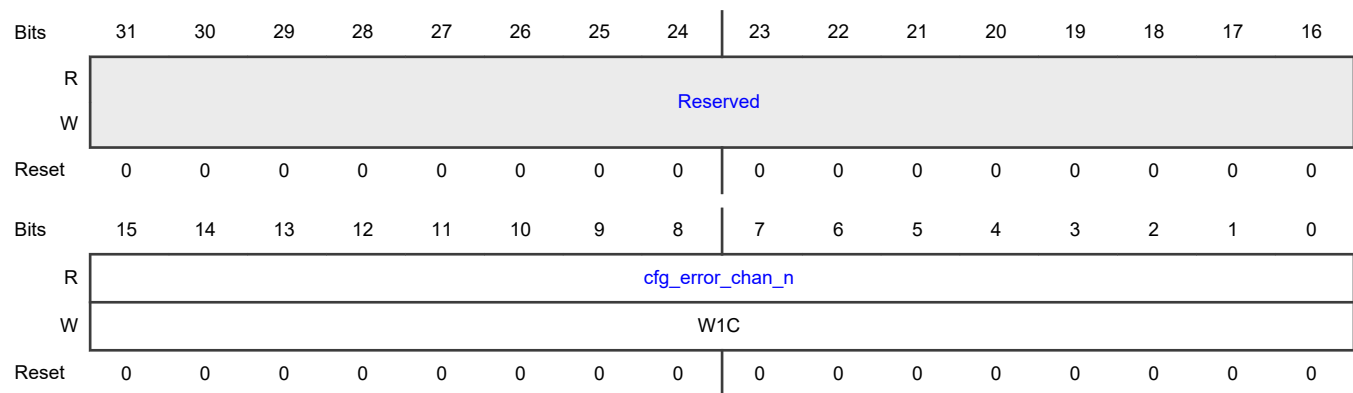 Bits 31 30 29 28 27 26 25 24 23 22 21 20 19 18 17 16
R
Reserved
W
Reset 0 0 0 0 0 0 0 0 0 0 0 0 0 0 0 0
Bits 15 14 13 12 11 10 9 8 7 6 5 4 3 2 1 0
R cfg_error_chan_n
W W1C
Reset 0 0 0 0 0 0 0 0 0 0 0 0 0 0 0 0